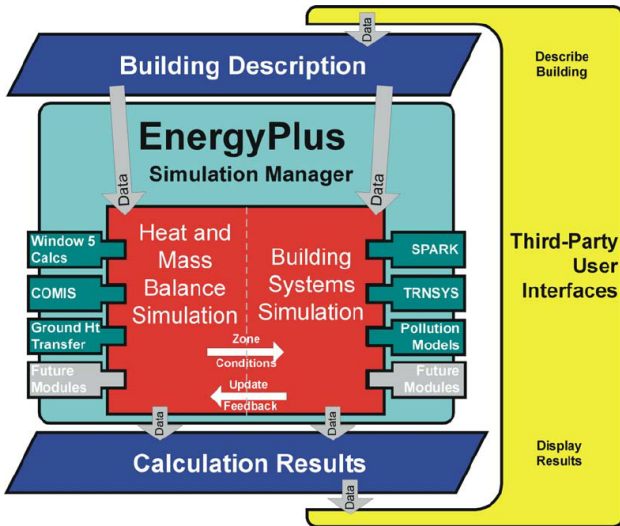 Data
Building Description
Describe
Building
EnergyPlus
Simulation Manager
Data
Data
Heat and
Mass
Balance
Simulation
Building
Systems
Simulation
Window 5
Calcs
COMIS
Ground Ht
Transfer
Future
Modules
SPARK
TRNSYS
Pollution
Models
Future
Modules
Zone
Conditions
Update
Feedback
Third-Party
User
Interfaces
Data
Data
Calculation Results
Display
Results
Data